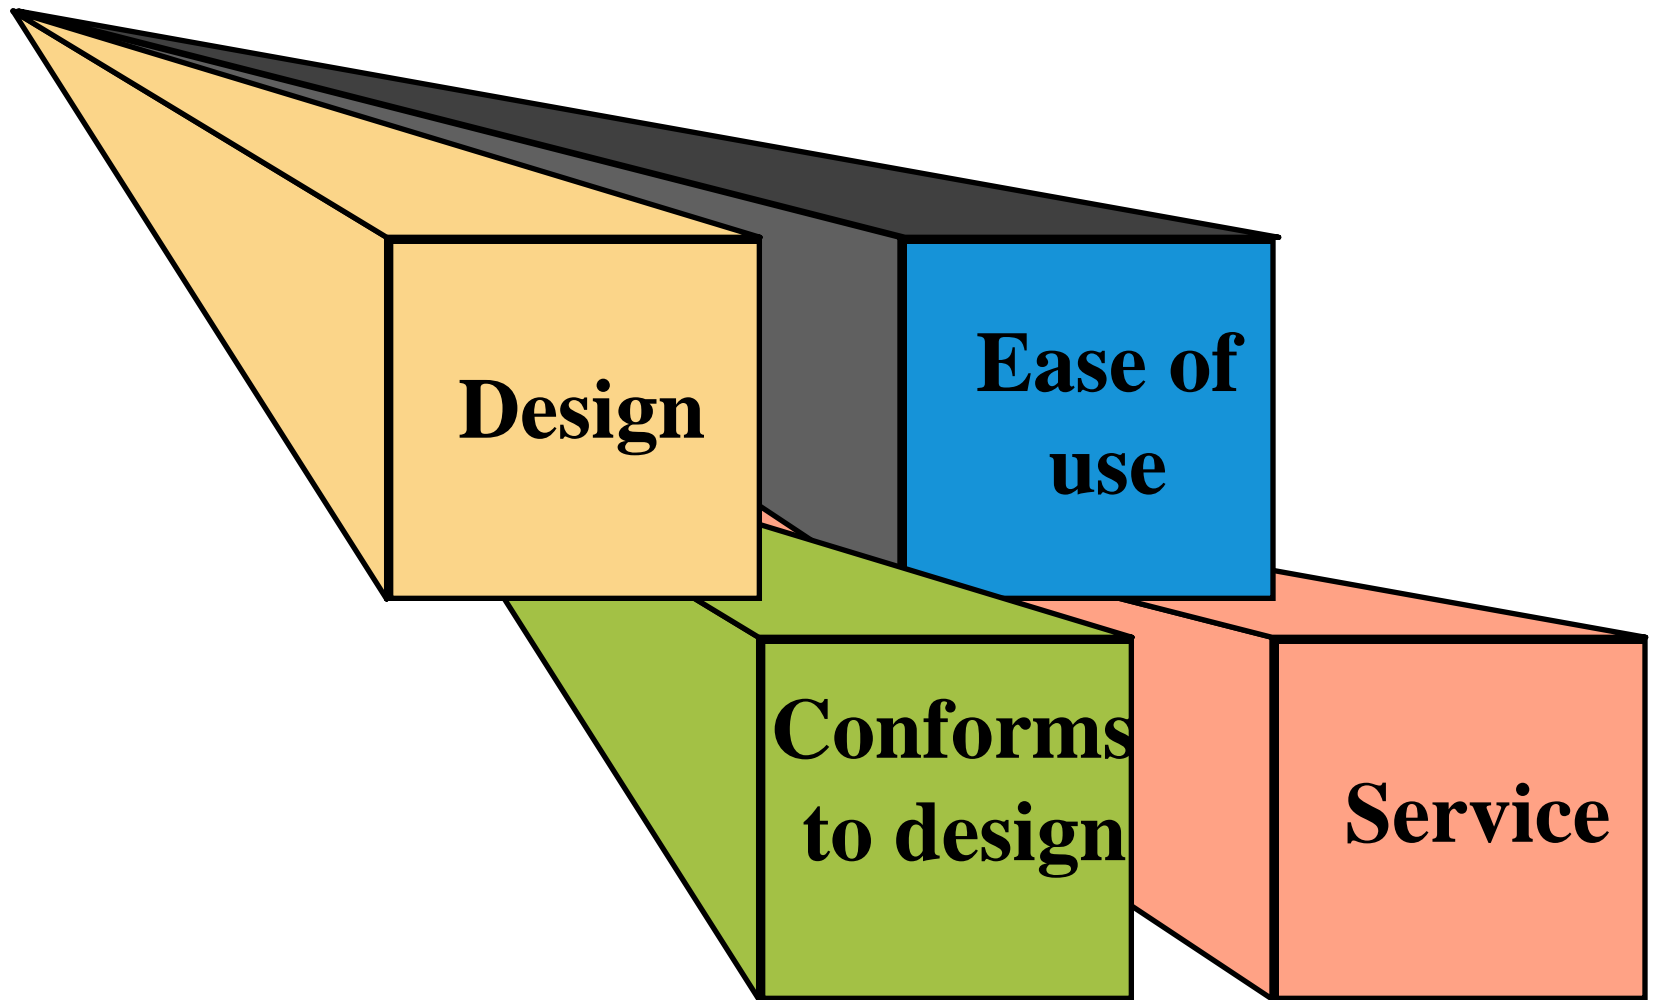 Design
Ease of
use
Conforms
to design
Service